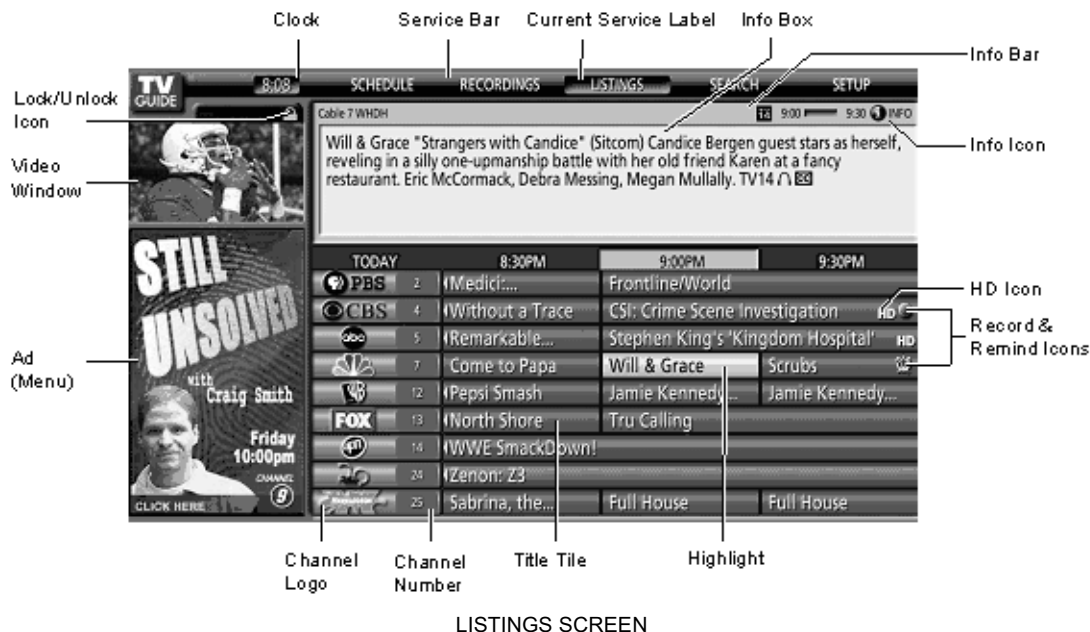 Clock
Service Bar
Current Service Label
Info Box
Info Bar
Lock/Unlock
Icon
Video
Window
Ad
(Menu)
TV
GUIDE
8:08
SCHEDULE
RECORDINGS
LISTINGS
SEARCH
SETUP
Cable 7 WHDH
14
9:00
9:30
INFO
Info Icon
Will & Grace "Strangers with Candice" (Sitcom) Candice Bergen guest stars as herself,
reveling in a silly one-upmanship battle with her old friend Karen at a fancy
restaurant. Eric McCormack, Debra Messing, Megan Mullally. TV14 CC
STILL
UNSOLVED
with
Craig Smith
Friday
10:00pm
CHANNEL
9
CLICK HERE
TODAY
8:30PM
9:00PM
9:30PM
PBS 2 Medici:... Frontline/World
CBS 4 Without a Trace CSI: Crime Scene Investigation HD
abc 5 Remarkable... Stephen King's 'Kingdom Hospital' HD
7 Come to Papa Will & Grace Scrubs
WB 12 Pepsi Smash Jamie Kennedy... Jamie Kennedy...
FOX 13 North Shore Tru Calling
upn 14 WWE SmackDown!
24 Zenon: Z3
25 Sabrina, the... Full House Full House
HD Icon
Record &
Remind Icons
Channel
Logo
Channel
Number
Title Tile
Highlight
LISTINGS SCREEN